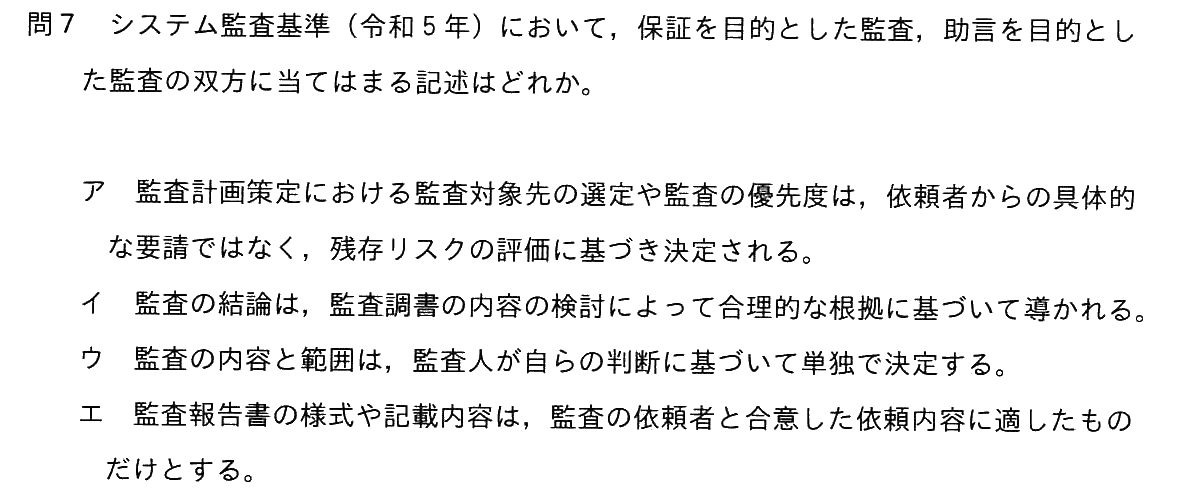 問７　システム監査基準（令和５年）において，保証を目的とした監査，助言を目的とし
た監査の双方に当てはまる記述はどれか。
ア　監査計画策定における監査対象先の選定や監査の優先度は，依頼者からの具体的
な要請ではなく，残存リスクの評価に基づき決定される。
イ　監査の結論は，監査調書の内容の検討によって合理的な根拠に基づいて導かれる。
ウ　監査の内容と範囲は，監査人が自らの判断に基づいて単独で決定する。
エ　監査報告書の様式や記載内容は，監査の依頼者と合意した依頼内容に適したもの
だけとする。